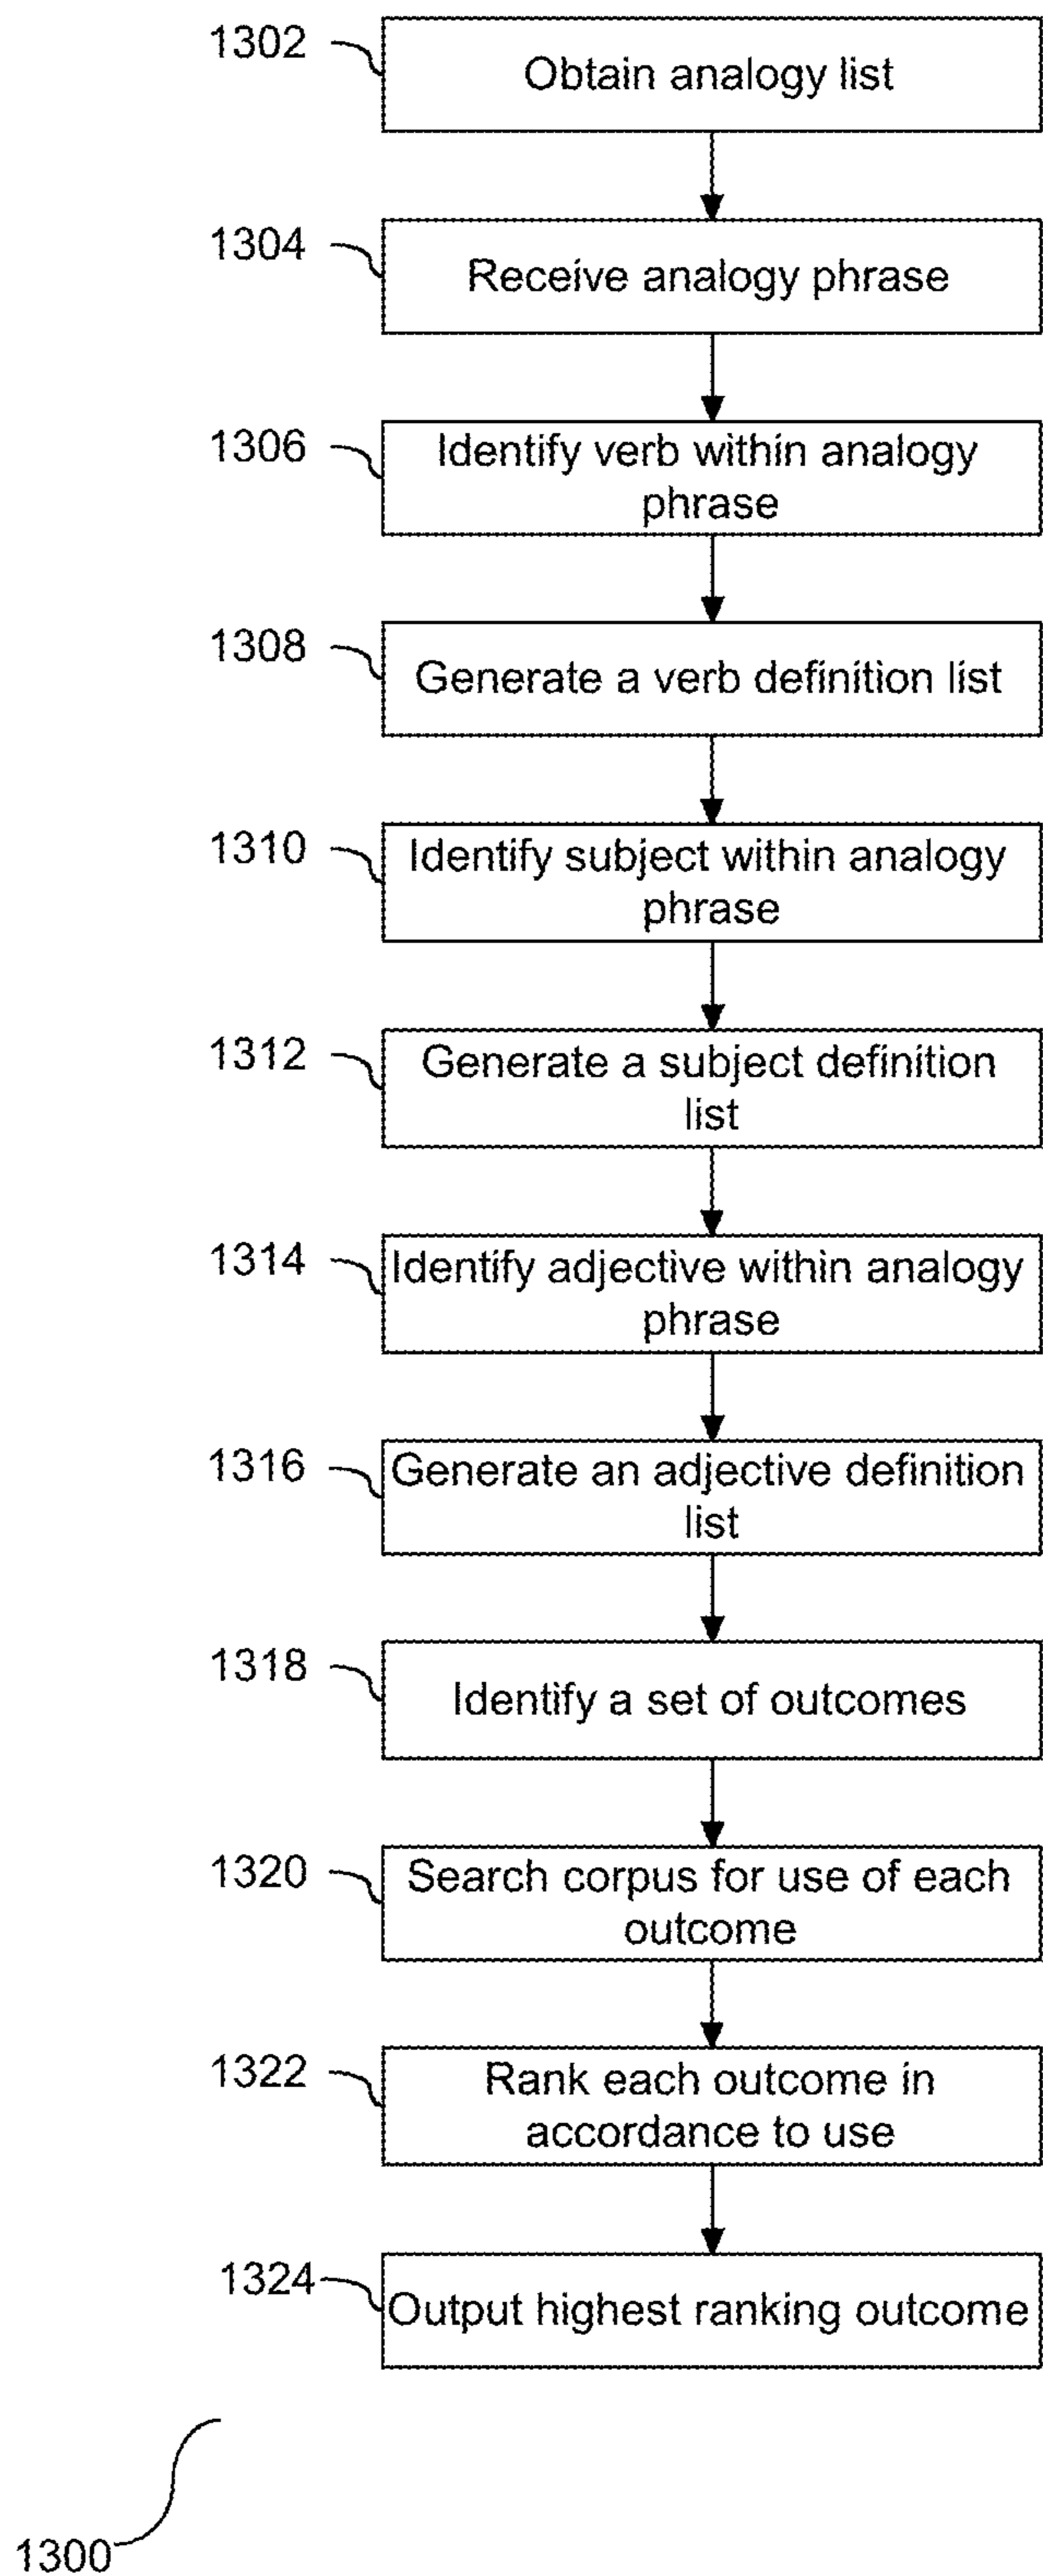 1302
Obtain analogy list
1304
Receive analogy phrase
1306
Identify verb within analogy
phrase
1308
Generate a verb definition list
1310
Identify subject within analogy
phrase
1312
Generate a subject definition
list
1314
Identify adjective within analogy
phrase
1316
Generate an adjective definition
list
1318
Identify a set of outcomes
1320
Search corpus for use of each
outcome
1322
Rank each outcome in
accordance to use
1324
Output highest ranking outcome
1300